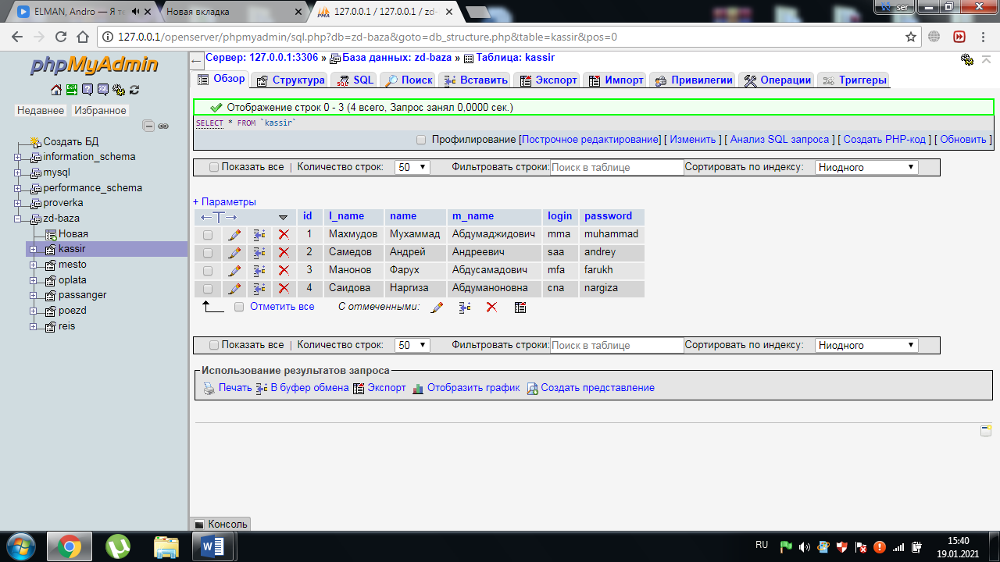 ELMAN, Andro — Я те
Новая вкладка
127.0.0.1 / 127.0.0.1 / zd-
ser
127.0.0.1/openserver/phpmyadmin/sql.php?db=zd-baza&goto=db_structure.php&table=kassir&pos=0
phpMyAdmin
Недавнее Избранное
Создать БД
information_schema
mysql
performance_schema
proverka
zd-baza
Новая
kassir
mesto
oplata
passanger
poezd
reis
Сервер: 127.0.0.1:3306 » База данных: zd-baza » Таблица: kassir
Обзор Структура SQL Поиск Вставить Экспорт Импорт Привилегии Операции Триггеры
Отображение строк 0 - 3 (4 всего, Запрос занял 0,0000 сек.)
SELECT * FROM `kassir`
Профилирование [Построчное редактирование] [ Изменить ] [ Анализ SQL запроса ] [ Создать PHP-код ] [ Обновить ]
Показать все | Количество строк: 50 Фильтровать строки: Поиск в таблице Сортировать по индексу: Ниодного
+ Параметры
←T→ id l_name name m_name login password
1 Махмудов Мухаммад Абдумаджидович mma muhammad
2 Самедов Андрей Андреевич saa andrey
3 Манонов Фарух Абдусамадович mfa farukh
4 Саидова Наргиза Абдуманоновна cna nargiza
Отметить все С отмеченными:
Показать все | Количество строк: 50 Фильтровать строки: Поиск в таблице Сортировать по индексу: Ниодного
Использование результатов запроса
Печать В буфер обмена Экспорт Отобразить график Создать представление
Консоль
RU
15:40
19.01.2021